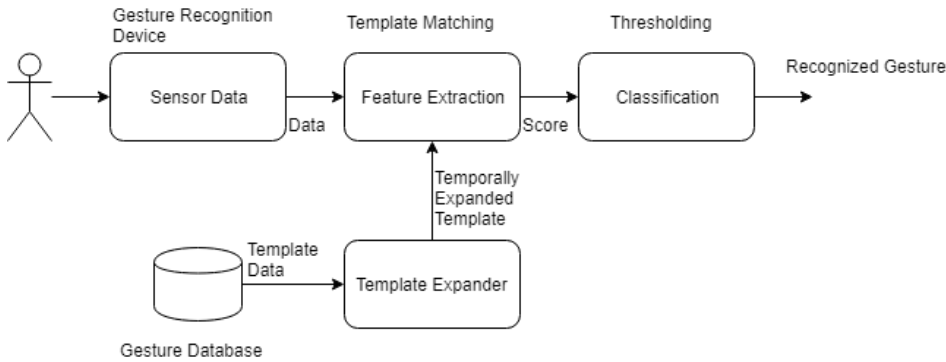 Gesture Recognition
Device
Template Matching
Thresholding
Sensor Data
Data
Feature Extraction
Score
Classification
Recognized Gesture
Temporally
Expanded
Template
Template
Data
Template Expander
Gesture Database